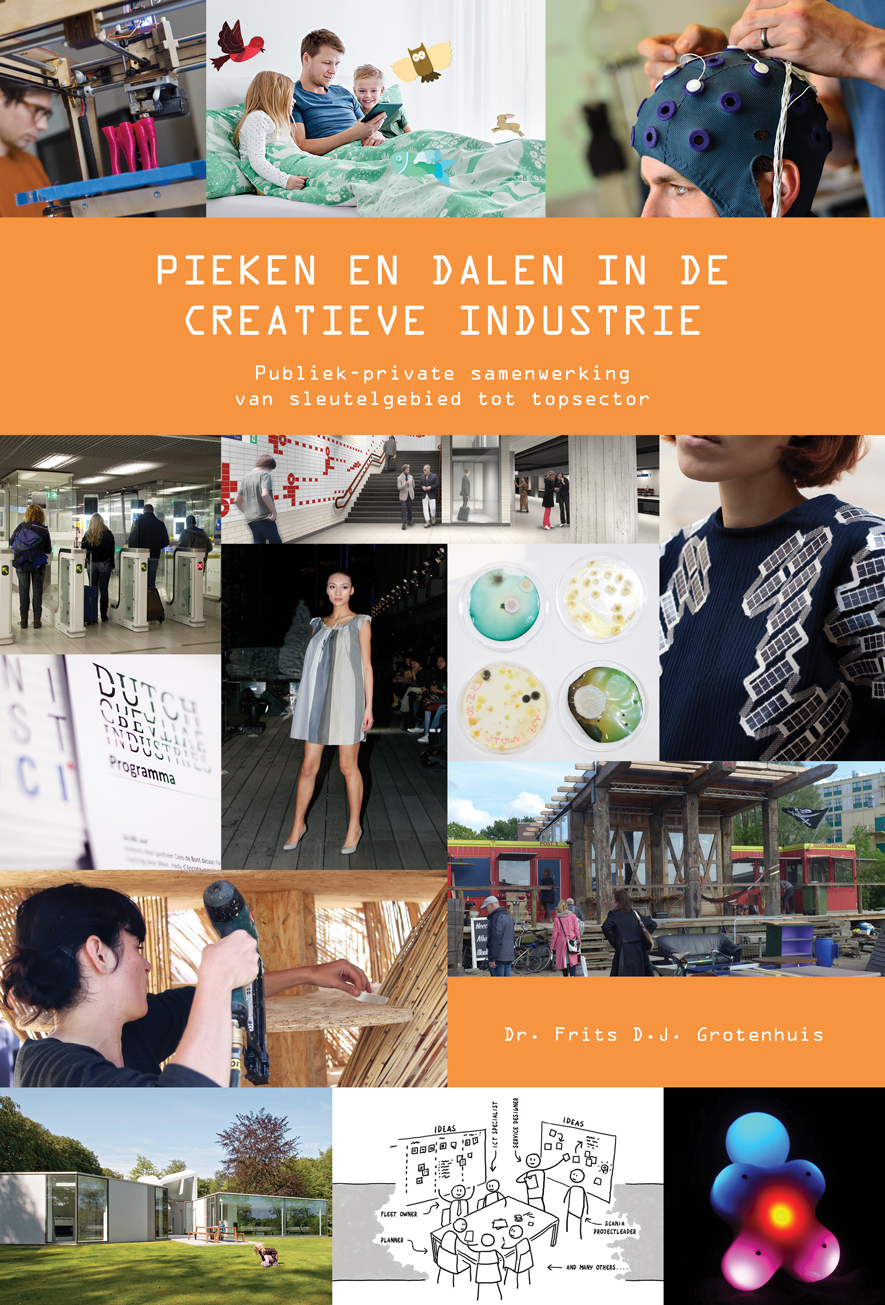 PIEKEN EN DALEN IN DE
CREATIEVE INDUSTRIE
Publiek-private samenwerking
van sleutelgebied tot topsector
DUTCH
CREATIVE
INDUSTRIES
Programma
Dr. Frits D.J. Grotenhuis
IDEAS
ICT SPECIALIST
SERVICE DESIGNER
IDEAS
FLEET OWNER
PLANNER
SCANIA
PROJECTLEADER
AND MANY OTHERS....